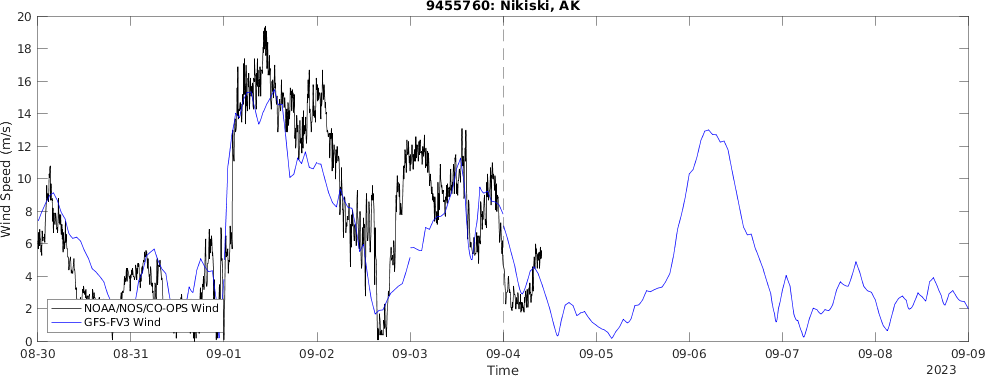 9455760: Nikiski, AK
20
18
16
14
12
10
8
6
4
2
0
Wind Speed (m/s)
NOAA/NOS/CO-OPS Wind
GFS-FV3 Wind
08-30 08-31 09-01 09-02 09-03 09-04 09-05 09-06 09-07 09-08 09-09
Time
2023